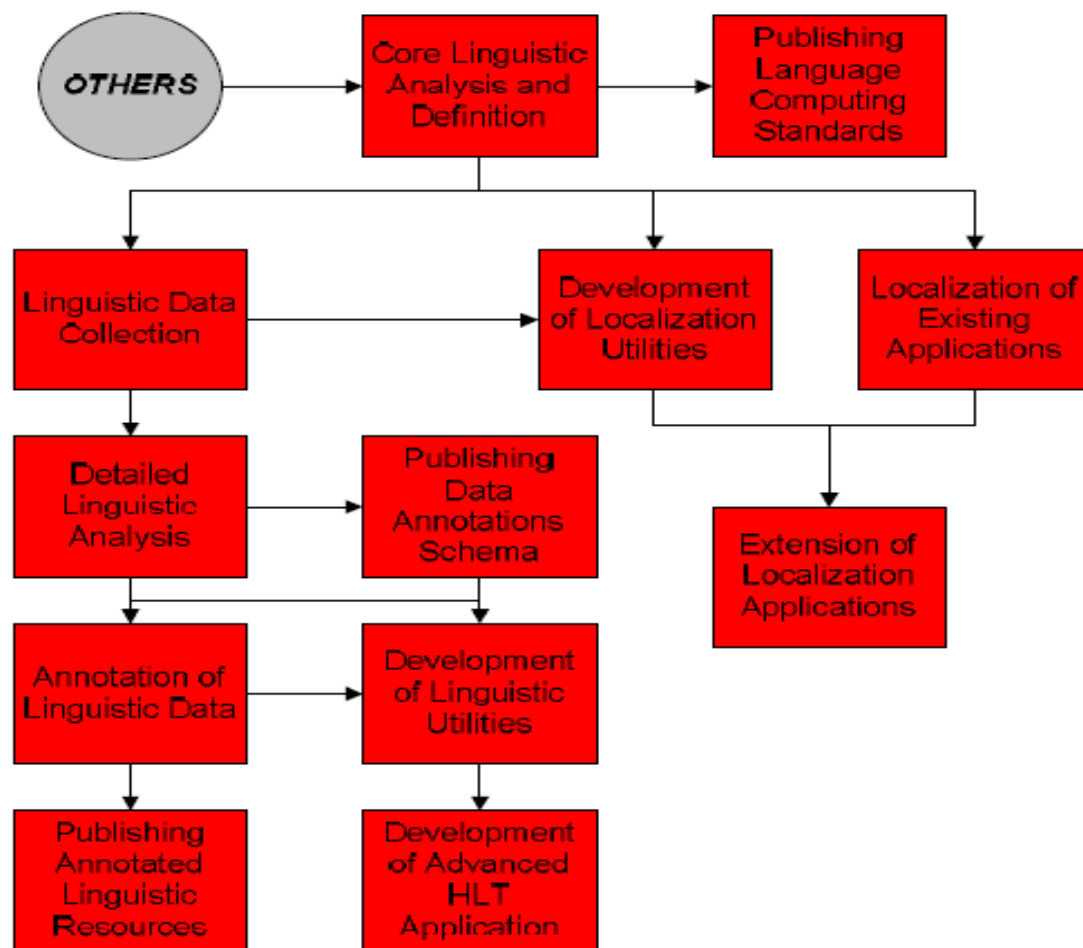 OTHERS
Core Linguistic
Analysis and
Definition
Publishing
Language
Computing
Standards
Linguistic Data
Collection
Development
of Localization
Utilities
Localization of
Existing
Applications
Detailed
Linguistic
Analysis
Publishing
Data
Annotations
Schema
Extension of
Localization
Applications
Annotation of
Linguistic Data
Development
of Linguistic
Utilities
Publishing
Annotated
Linguistic
Resources
Development
of Advanced
HLT
Application